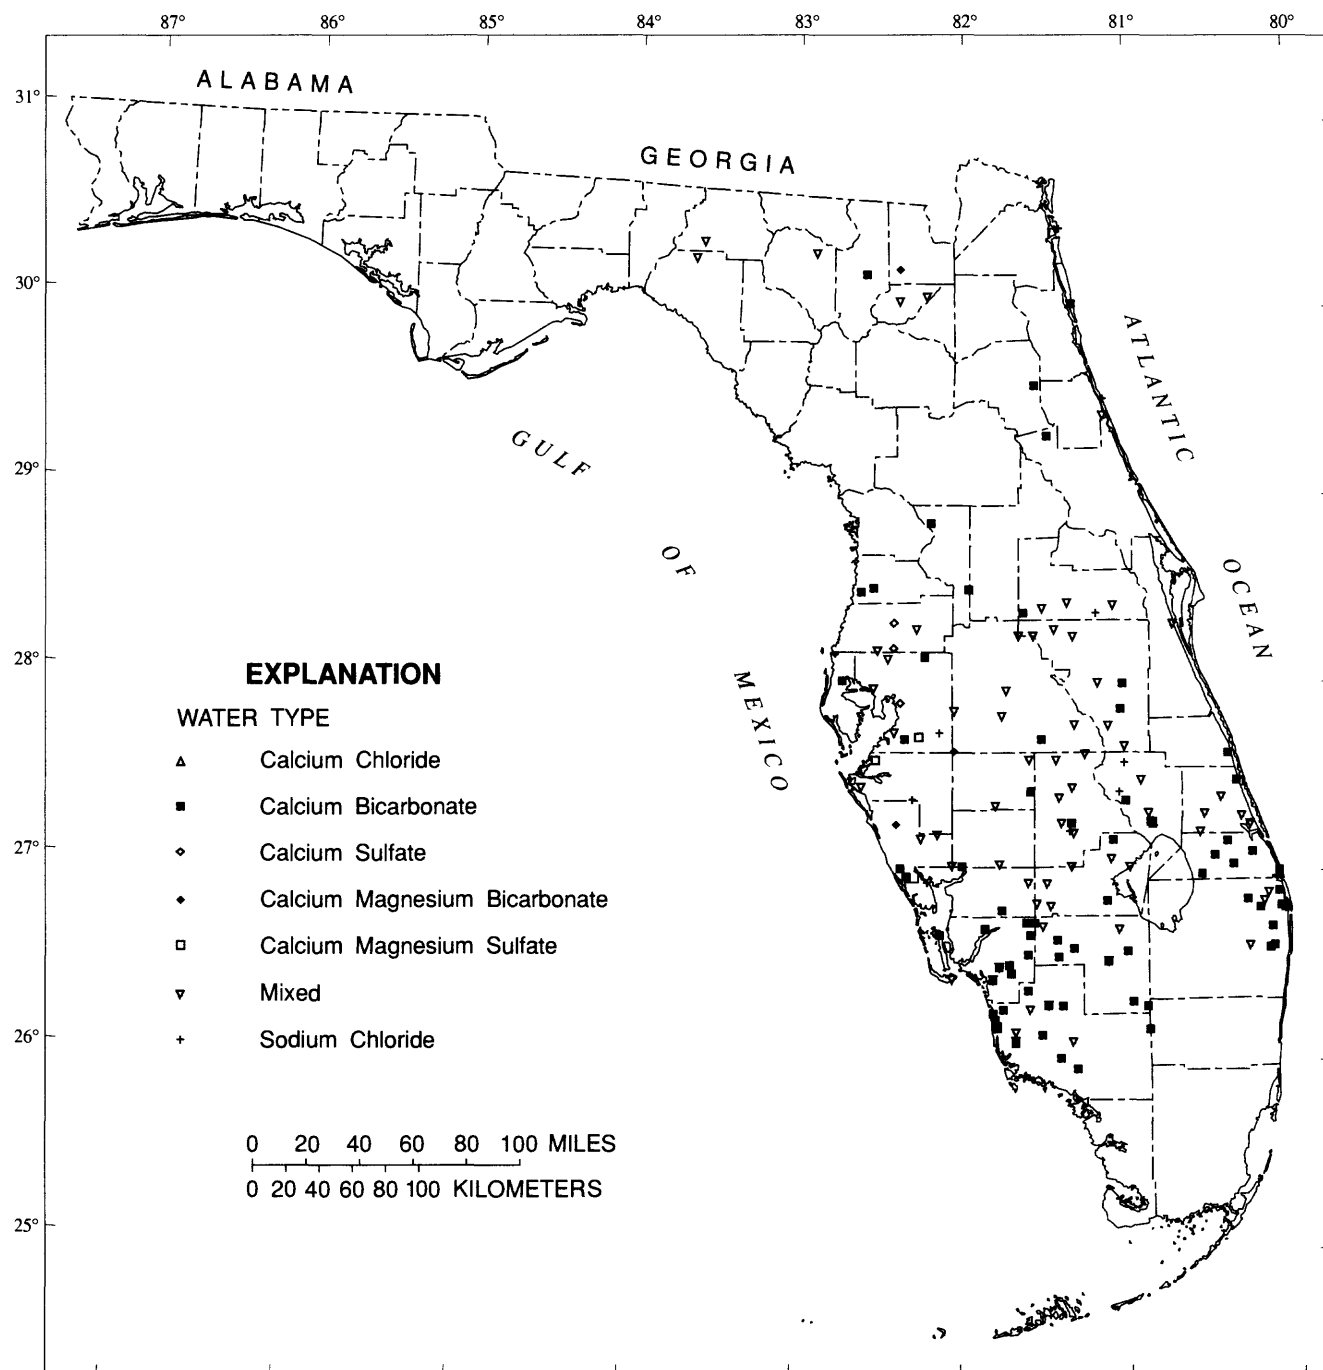 87° 86° 85° 84° 83° 82° 81° 80°
31°
30°
29°
28°
27°
26°
25°
ALABAMA
GEORGIA
GULF
OF
MEXICO
ATLANTIC
OCEAN
EXPLANATION
WATER TYPE
Calcium Chloride
Calcium Bicarbonate
Calcium Sulfate
Calcium Magnesium Bicarbonate
Calcium Magnesium Sulfate
Mixed
Sodium Chloride
0 20 40 60 80 100 MILES
0 20 40 60 80 100 KILOMETERS